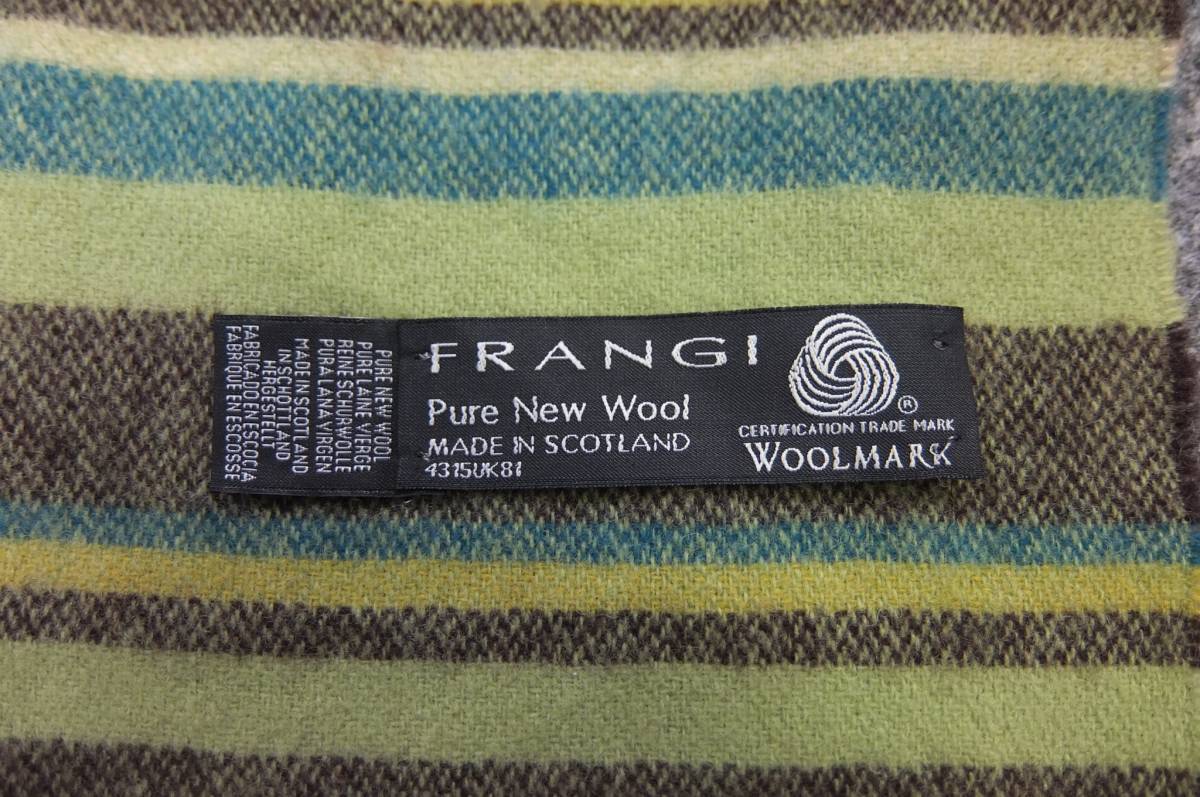 FRANGI
Pure New Wool
MADE IN SCOTLAND
4315UK81
®
CERTIFICATION TRADE MARK
WOOLMARK
PURE NEW WOOL
PURE LAINE VIERGE
REINE SCHURWOLLE
PURA LANA VIRGEN
MADE IN SCOTLAND
IN SCHOTTLAND
HERGESTELLT
FABRICADO EN ESCOCIA
FABRIQUE EN ESCOSSE